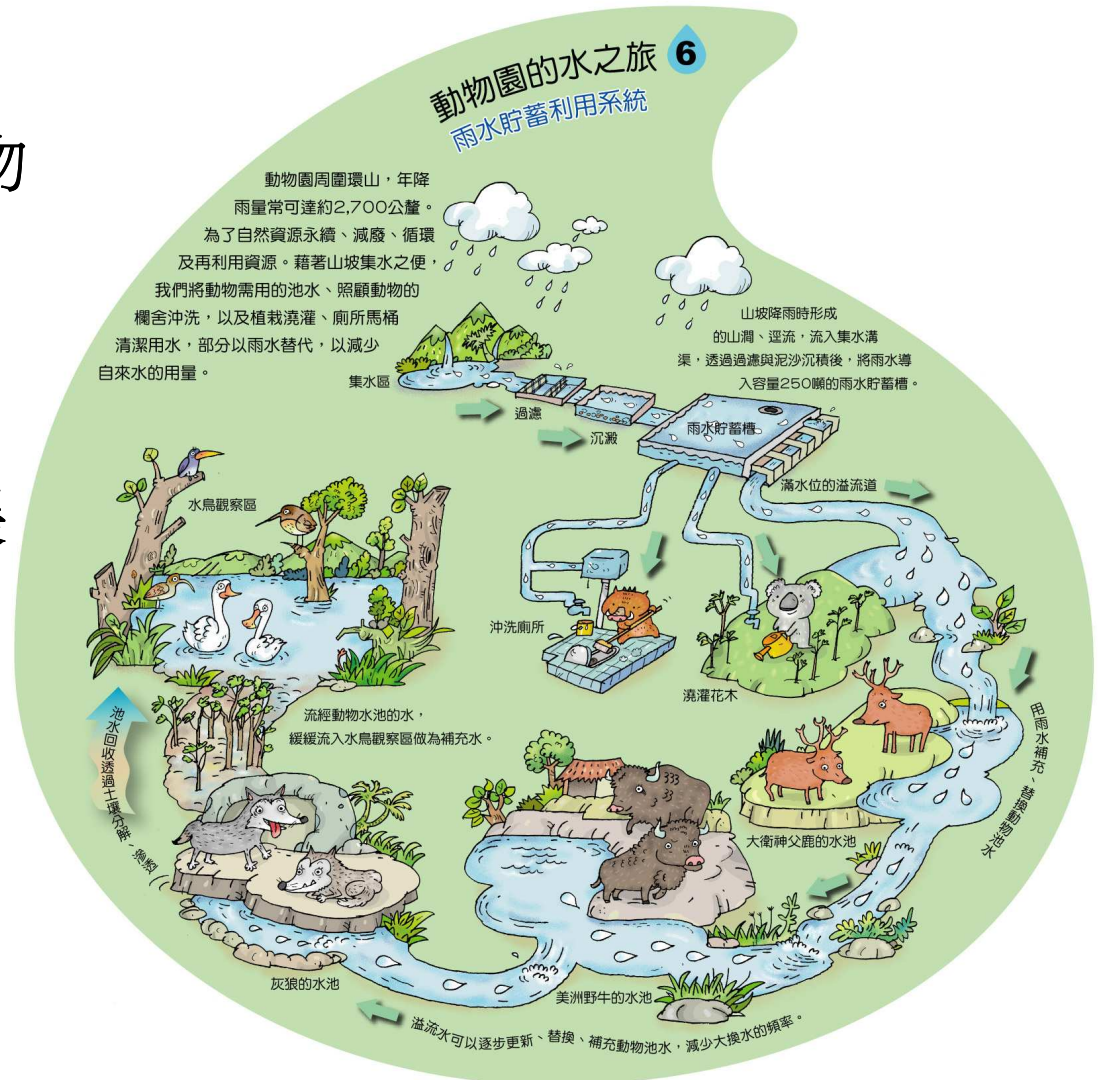 動物園的水之旅 6
雨水貯蓄利用系統
物
動物園周圍環山，年降
雨量常可達約2,700公釐。
為了自然資源永續、減廢、循環
及再利用資源。藉著山坡集水之便，
我們將動物需用的池水、照顧動物的
欄舍沖洗，以及植栽澆灌、廁所馬桶
清潔用水，部分以雨水替代，以減少
自來水的用量。
山坡降雨時形成
的山澗、逕流，流入集水溝
渠，透過過濾與泥沙沉積後，將雨水導
入容量250噸的雨水貯蓄槽。
集水區
過濾
沉澱
雨水貯蓄槽
滿水位的溢流道
水鳥觀察區
沖洗廁所
澆灌花木
用雨水補充、替換動物池水
大衛神父鹿的水池
流經動物水池的水，
緩緩流入水鳥觀察區做為補充水。
池水回收透過土壤分解、滲透
灰狼的水池
美洲野牛的水池
溢流水可以逐步更新、替換、補充動物池水，減少大換水的頻率。